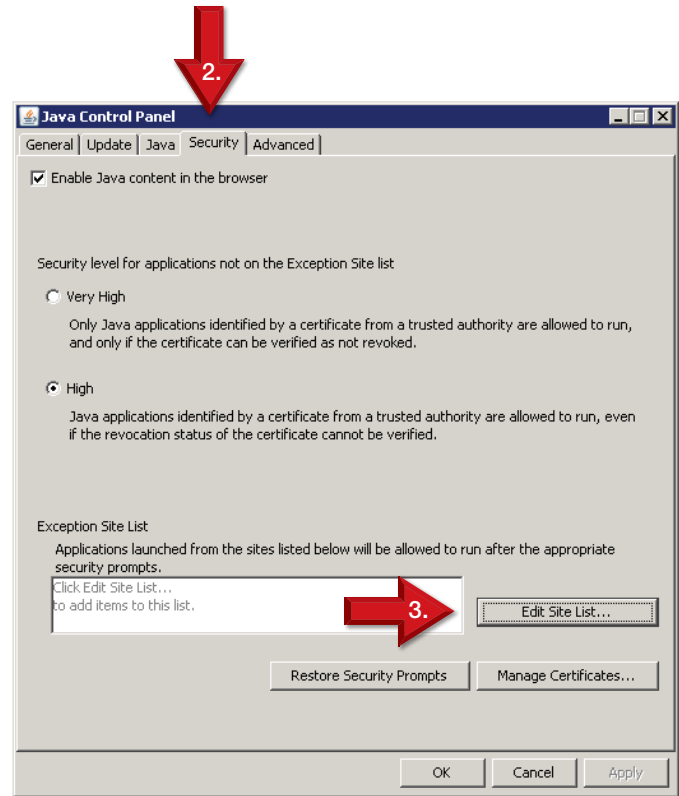 2.
Java Control Panel
General Update Java Security Advanced
Enable Java content in the browser
Security level for applications not on the Exception Site list
Very High
Only Java applications identified by a certificate from a trusted authority are allowed to run,
and only if the certificate can be verified as not revoked.
High
Java applications identified by a certificate from a trusted authority are allowed to run, even
if the revocation status of the certificate cannot be verified.
Exception Site List
Applications launched from the sites listed below will be allowed to run after the appropriate
security prompts.
Click Edit Site List...
to add items to this list.
3.
Edit Site List...
Restore Security Prompts Manage Certificates...
OK Cancel Apply